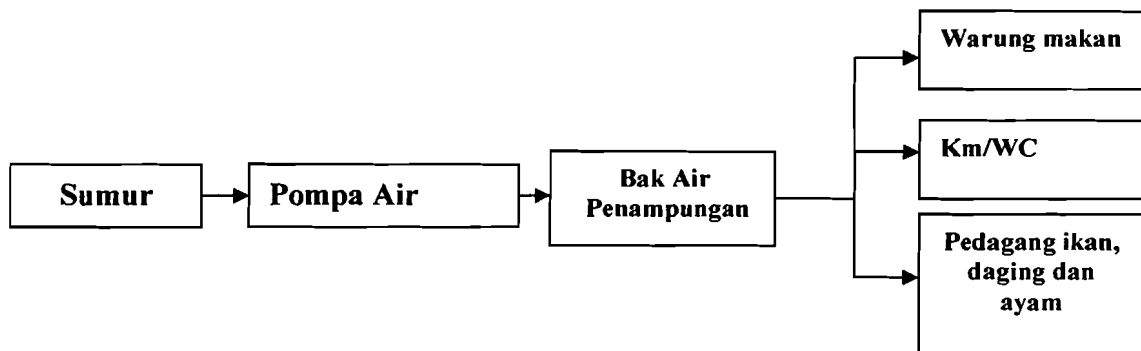 Sumur
Pompa Air
Bak Air
Penampungan
Warung makan
Km/WC
Pedagang ikan,
daging dan
ayam